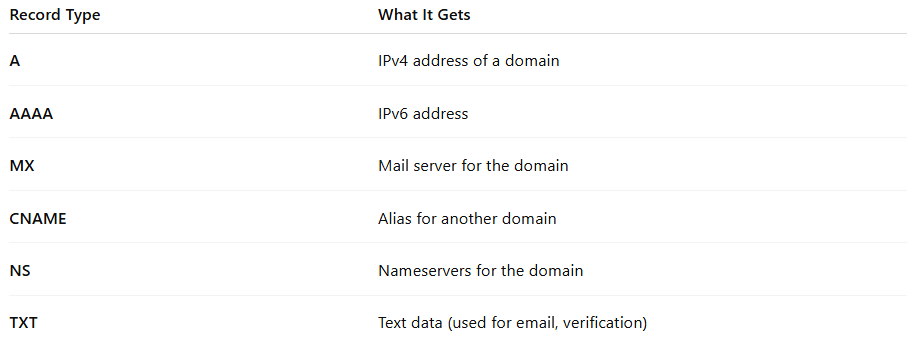 Record Type What It Gets
A IPv4 address of a domain
AAAA IPv6 address
MX Mail server for the domain
CNAME Alias for another domain
NS Nameservers for the domain
TXT Text data (used for email, verification)